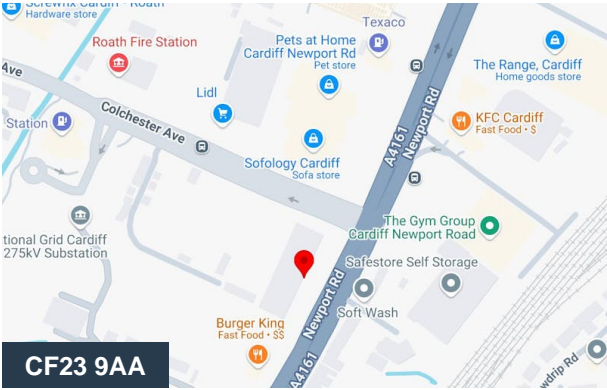 Screwfix Cardiff - Roath
Hardware store
Texaco
Roath Fire Station
Pets at Home
Cardiff Newport Rd
Pet store
The Range, Cardiff
Home goods store
Ave
Lidl
Colchester Ave
Station
KFC Cardiff
Fast Food • $
A4161
Newport Rd
Sofology Cardiff
Sofa store
The Gym Group
Cardiff Newport Road
tional Grid Cardiff
275kV Substation
Safestore Self Storage
Newport Rd
Soft Wash
Burger King
Fast Food • $$
A4161
wdrip Rd
CF23 9AA